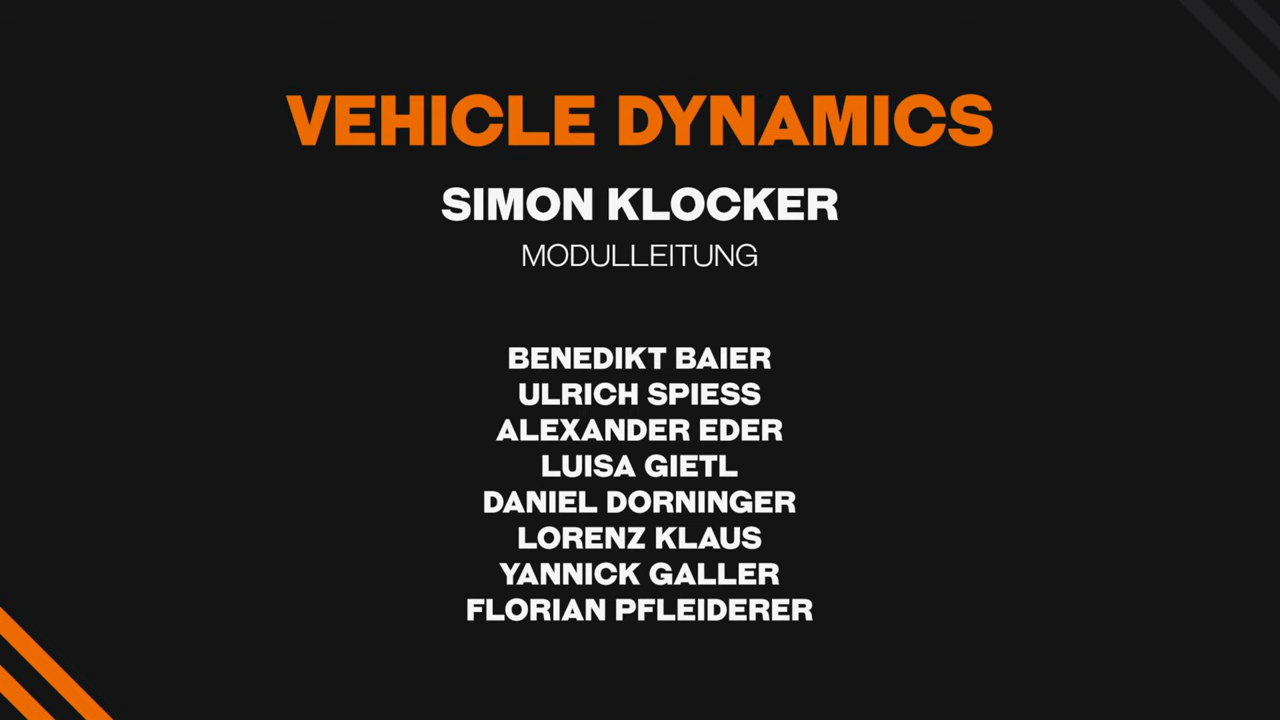 VEHICLE DYNAMICS
SIMON KLOCKER
MODULLEITUNG
BENEDIKT BAIER
ULRICH SPIESS
ALEXANDER EDER
LUISA GIETL
DANIEL DORNINGER
LORENZ KLAUS
YANNICK GALLER
FLORIAN PFLEIDERER